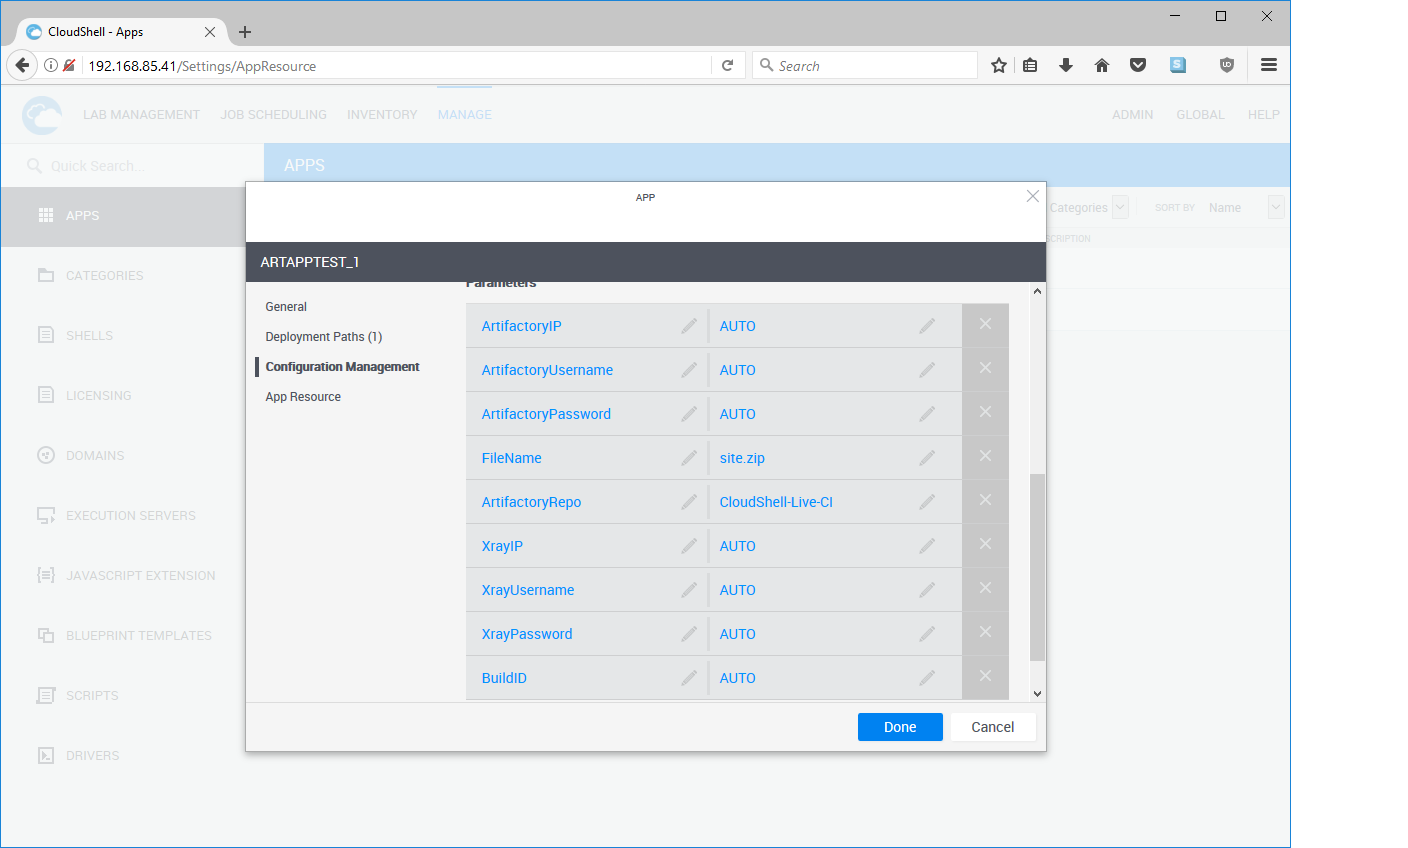 CloudShell - Apps
192.168.85.41/Settings/AppResource
Search
LAB MANAGEMENT JOB SCHEDULING INVENTORY MANAGE ADMIN GLOBAL HELP
Quick Search...
APPS
APPS
CATEGORIES
SHELLS
LICENSING
DOMAINS
EXECUTION SERVERS
JAVASCRIPT EXTENSION
BLUEPRINT TEMPLATES
SCRIPTS
DRIVERS
Categories SORT BY Name
CRIPTION
APP
ARTAPPTEST_1
General
Deployment Paths (1)
Configuration Management
App Resource
Parameters
ArtifactoryIP AUTO
ArtifactoryUsername AUTO
ArtifactoryPassword AUTO
FileName site.zip
ArtifactoryRepo CloudShell-Live-CI
XrayIP AUTO
XrayUsername AUTO
XrayPassword AUTO
BuildID AUTO
Done Cancel